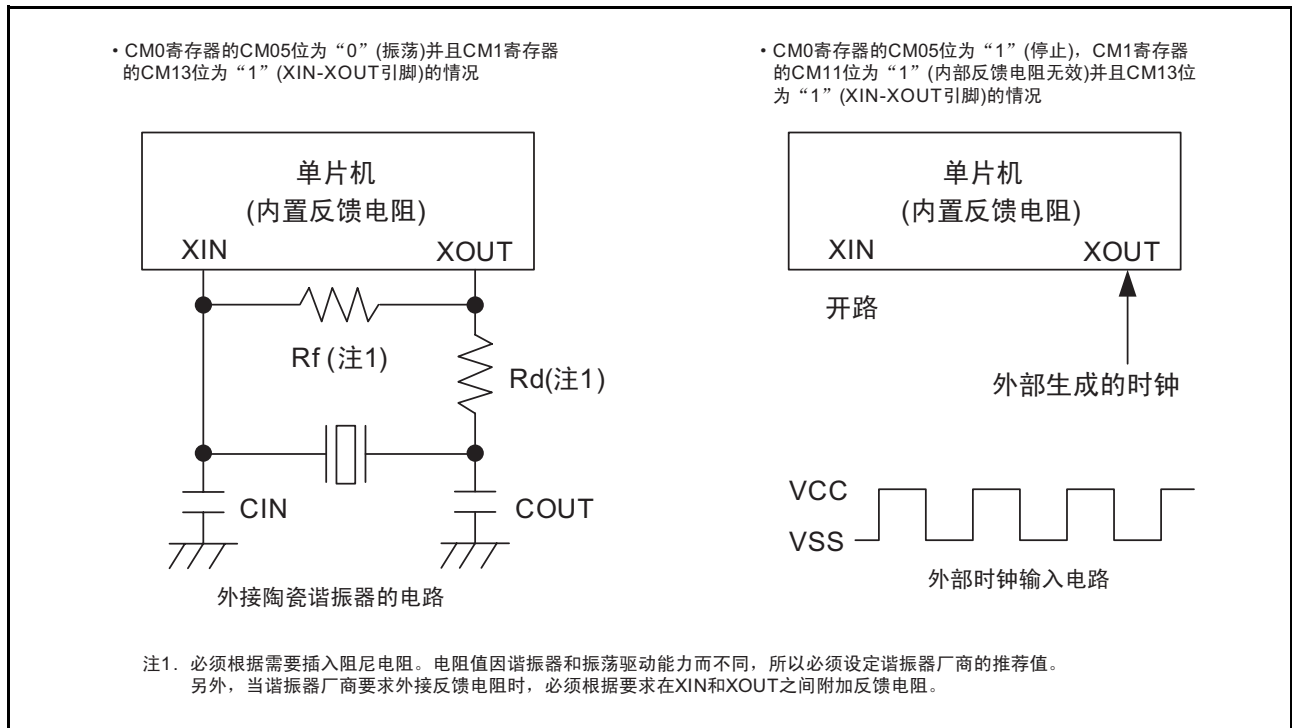 • CM0寄存器的CM05位为“0”(振荡)并且CM1寄存器
的CM13位为“1”(XIN-XOUT引脚)的情况
单片机
(内置反馈电阻)
XIN
XOUT
Rf (注1)
Rd(注1)
CIN
COUT
外接陶瓷谐振器的电路
• CM0寄存器的CM05位为“1”(停止)，CM1寄存器
的CM11位为“1”(内部反馈电阻无效)并且CM13位
为“1”(XIN-XOUT引脚)的情况
单片机
(内置反馈电阻)
XIN
XOUT
开路
外部生成的时钟
VCC
VSS
外部时钟输入电路
注1. 必须根据需要插入阻尼电阻。电阻值因谐振器和振荡驱动能力而不同，所以必须设定谐振器厂商的推荐值。
另外，当谐振器厂商要求外接反馈电阻时，必须根据要求在XIN和XOUT之间附加反馈电阻。